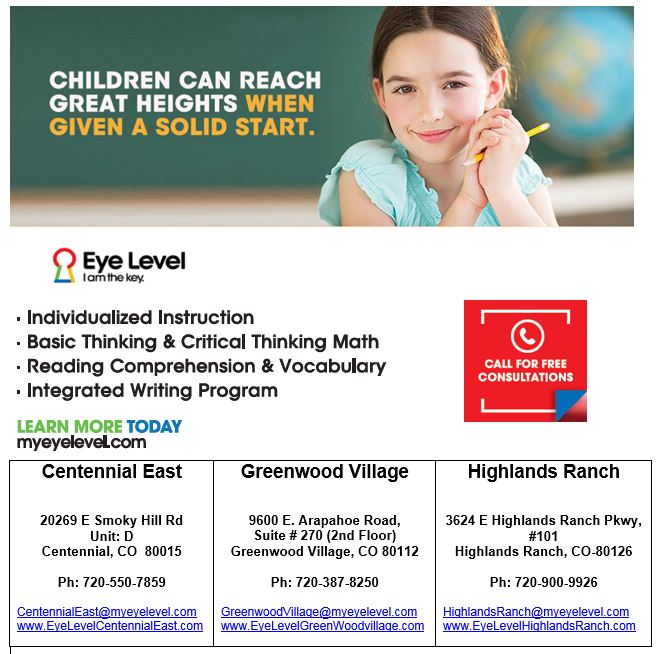 CHILDREN CAN REACH
GREAT HEIGHTS WHEN
GIVEN A SOLID START.
Eye Level
I am the key.
· Individualized Instruction
· Basic Thinking & Critical Thinking Math
· Reading Comprehension & Vocabulary
· Integrated Writing Program
CALL FOR FREE
CONSULTATIONS
LEARN MORE TODAY
myeyelevel.com
Centennial East
20269 E Smoky Hill Rd
Unit: D
Centennial, CO 80015
Ph: 720-550-7859
CentennialEast@myeyelevel.com
www.EyeLevelCentennialEast.com
Greenwood Village
9600 E. Arapahoe Road,
Suite # 270 (2nd Floor)
Greenwood Village, CO 80112
Ph: 720-387-8250
GreenwoodVillage@myeyelevel.com
www.EyeLevelGreenWoodvillage.com
Highlands Ranch
3624 E Highlands Ranch Pkwy,
#101
Highlands Ranch, CO-80126
Ph: 720-900-9926
HighlandsRanch@myeyelevel.com
www.EyeLevelHighlandsRanch.com